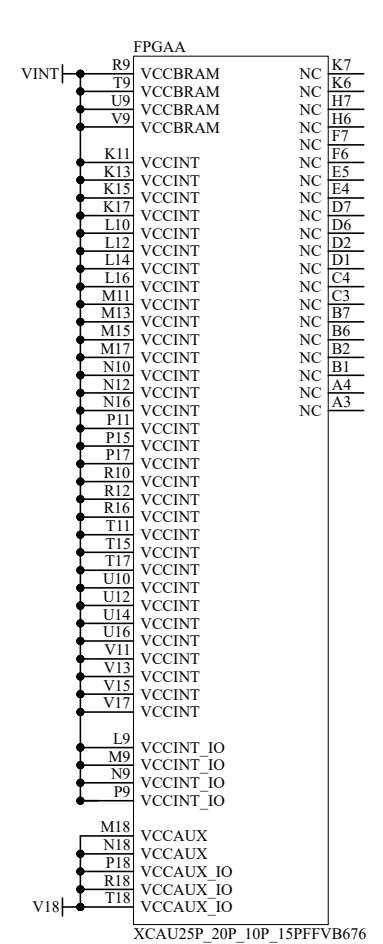 FPGAA
VINT R9 VCCBRAM NC K7
T9 VCCBRAM NC K6
U9 VCCBRAM NC H7
V9 VCCBRAM NC H6
NC F7
K11 VCCINT NC F6
K13 VCCINT NC E5
K15 VCCINT NC E4
K17 VCCINT NC D7
L10 VCCINT NC D6
L12 VCCINT NC D2
L14 VCCINT NC D1
L16 VCCINT NC C4
M11 VCCINT NC C3
M13 VCCINT NC B7
M15 VCCINT NC B6
M17 VCCINT NC B2
N10 VCCINT NC B1
N12 VCCINT NC A4
N16 VCCINT NC A3
P11 VCCINT
P15 VCCINT
P17 VCCINT
R10 VCCINT
R12 VCCINT
R16 VCCINT
T11 VCCINT
T15 VCCINT
T17 VCCINT
U10 VCCINT
U12 VCCINT
U14 VCCINT
U16 VCCINT
V11 VCCINT
V13 VCCINT
V15 VCCINT
V17 VCCINT
L9 VCCINT_IO
M9 VCCINT_IO
N9 VCCINT_IO
P9 VCCINT_IO
M18 VCCAUX
N18 VCCAUX
P18 VCCAUX_IO
R18 VCCAUX_IO
V18 T18 VCCAUX_IO
XCAU25P_20P_10P_15PFFVB676